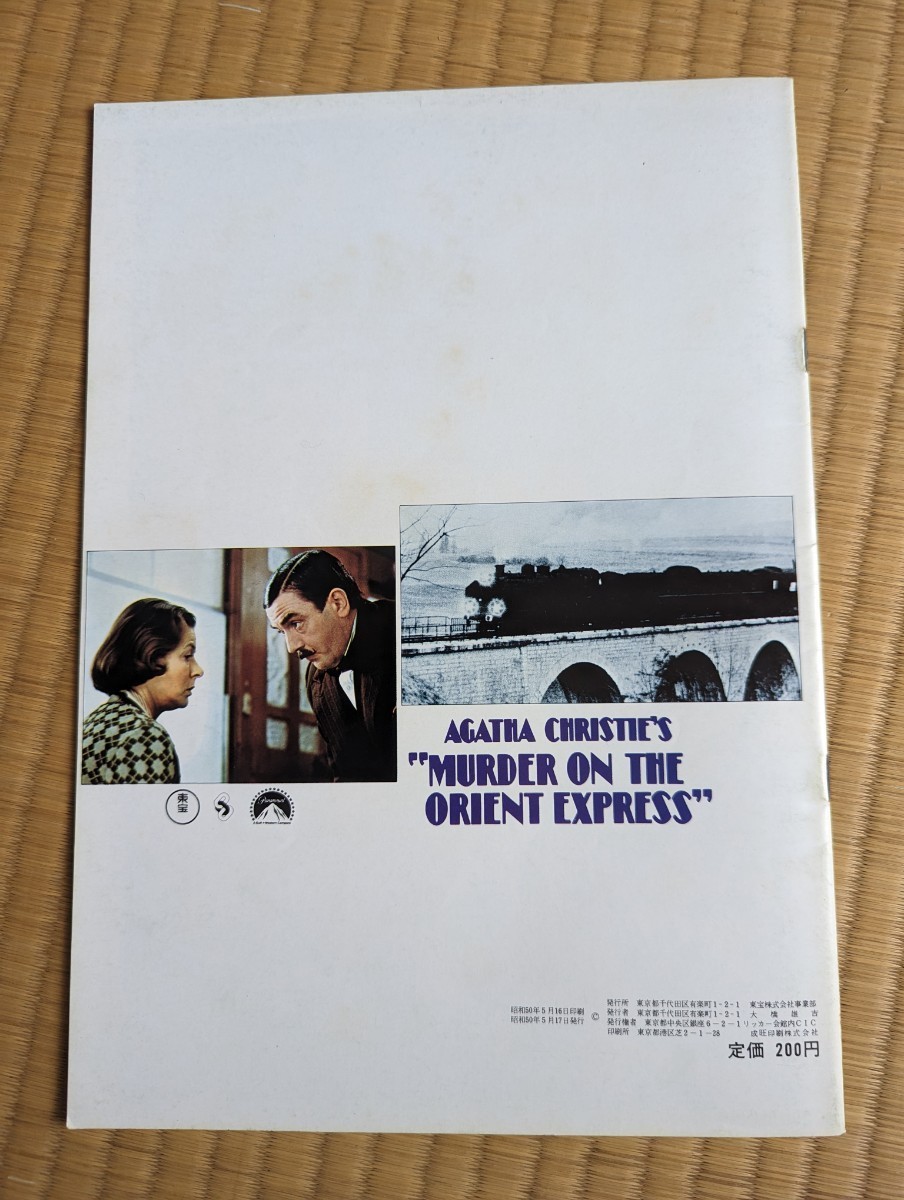 AGATHA CHRISTIE'S
"MURDER ON THE
ORIENT EXPRESS"
東宝
Paramount
昭和50年5月16日印刷
昭和50年5月17日発行
©
発行所 東京都千代田区有楽町1-2-1 東宝株式会社事業部
発行者 東京都千代田区有楽町1-2-1 大橋雄吉
発行権者 東京都中央区銀座6-2-1リッカー会館内CIC
印刷所 東京都港区芝2-1-28 成旺印刷株式会社
定価 200円